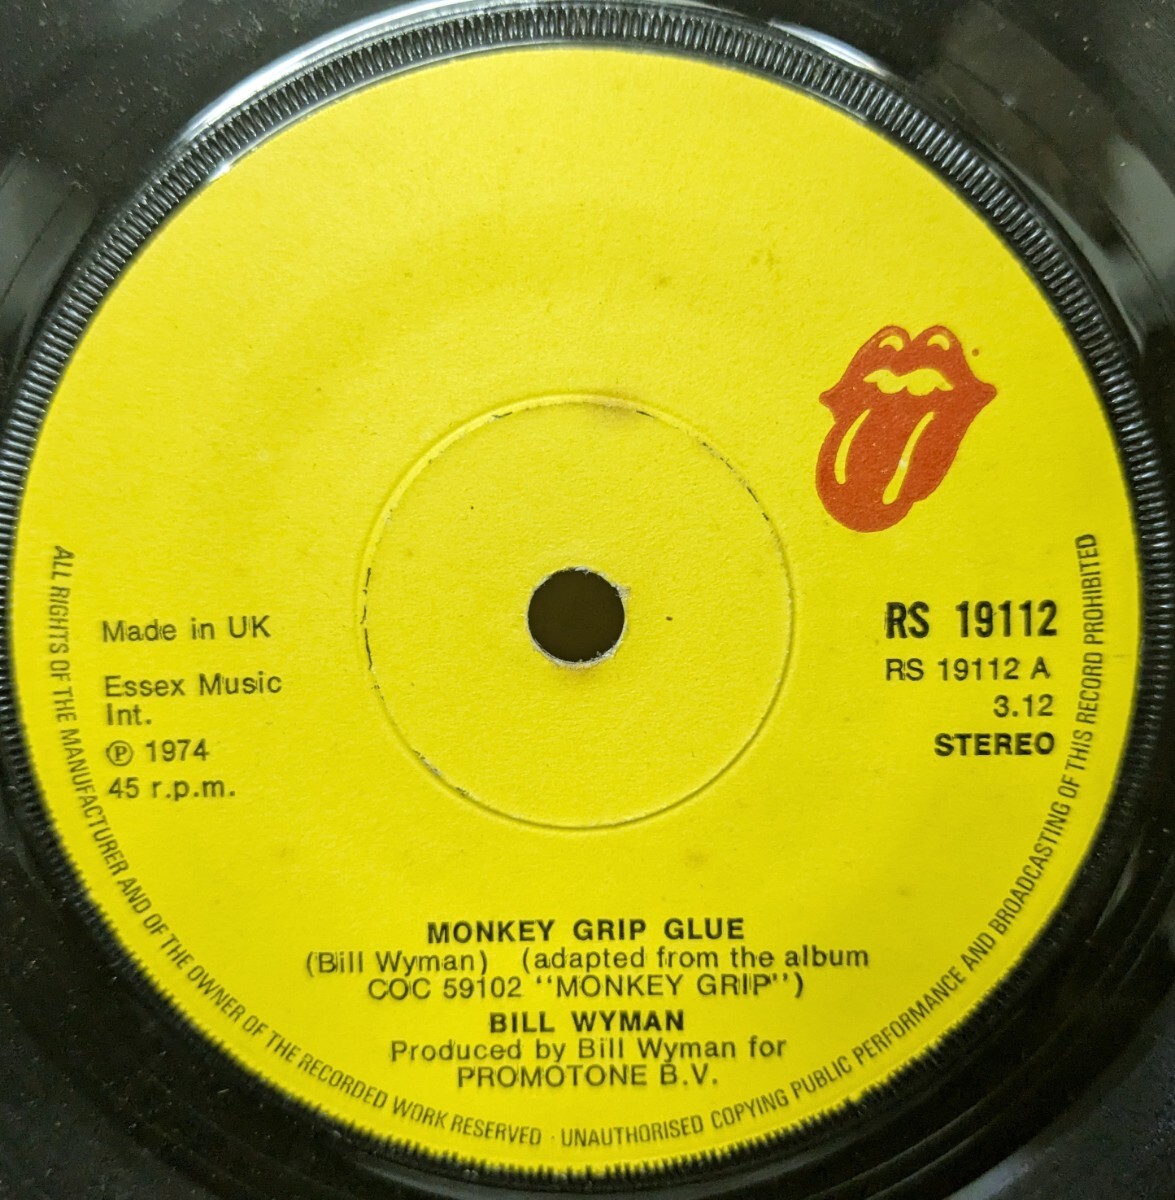 Made in UK
Essex Music
Int.
℗ 1974
45 r.p.m.
RS 19112
RS 19112 A
3.12
STEREO
MONKEY GRIP GLUE
(Bill Wyman) (adapted from the album
COC 59102 "MONKEY GRIP")
BILL WYMAN
Produced by Bill Wyman for
PROMOTONE B.V.
ALL RIGHTS OF THE MANUFACTURER AND OF THE OWNER OF THE RECORDED WORK RESERVED · UNAUTHORISED COPYING PUBLIC PERFORMANCE AND BROADCASTING OF THIS RECORD PROHIBITED